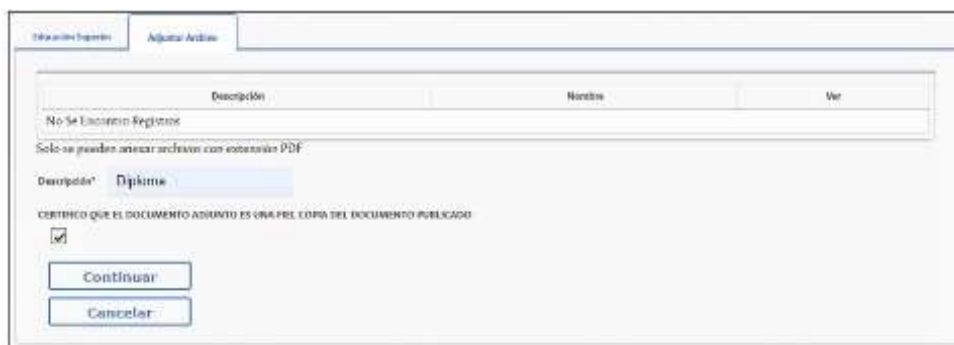 Educación Superior
Adjuntar Archivo
Descripción Nombre Ver
No Se Encontro Registros
Solo se pueden anexar archivos con extensión PDF
Descripción* Diploma
CERTIFICO QUE EL DOCUMENTO ADJUNTO ES UNA FIEL COPIA DEL DOCUMENTO PUBLICADO
Continuar
Cancelar